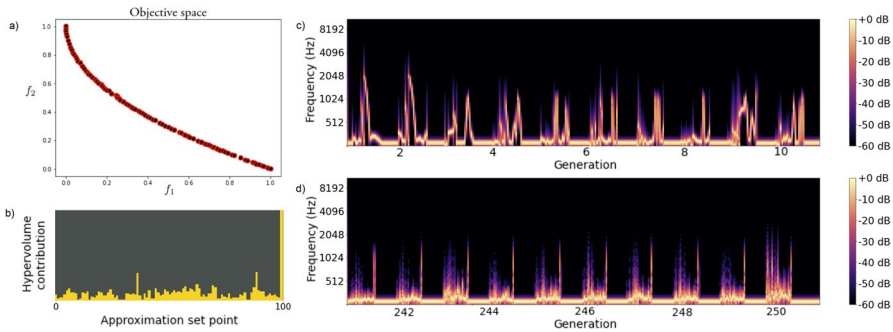 a)
Objective space
1.0
0.8
0.6
f2
0.4
0.2
0.0
0.0 0.2 0.4 0.6 0.8 1.0
f1
b)
Hypervolume
contribution
0 100
Approximation set point
c)
Frequency (Hz)
8192
4096
2048
1024
512
2 4 6 8 10
Generation
+0 dB
-10 dB
-20 dB
-30 dB
-40 dB
-50 dB
-60 dB
d)
Frequency (Hz)
8192
4096
2048
1024
512
242 244 246 248 250
Generation
+0 dB
-10 dB
-20 dB
-30 dB
-40 dB
-50 dB
-60 dB